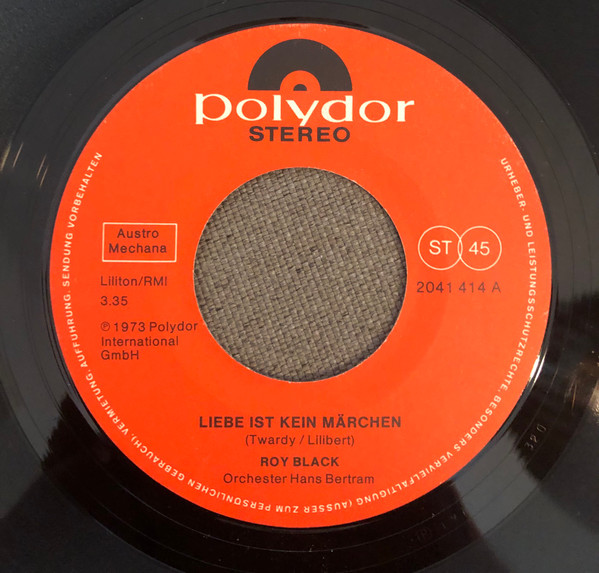 polydor
STEREO
Austro
Mechana
ST 45
Liliton/RMI
2041 414 A
3.35
℗ 1973 Polydor
International
GmbH
LIEBE IST KEIN MÄRCHEN
(Twardy / Lilibert)
ROY BLACK
Orchester Hans Bertram
URHEBER- UND LEISTUNGSSCHUTZRECHTE, BESONDERS VERVIELFÄLTIGUNG (AUSSER ZUM PERSÖNLICHEN GEBRAUCH), VERMIETUNG, AUFFÜHRUNG, SENDUNG VORBEHALTEN